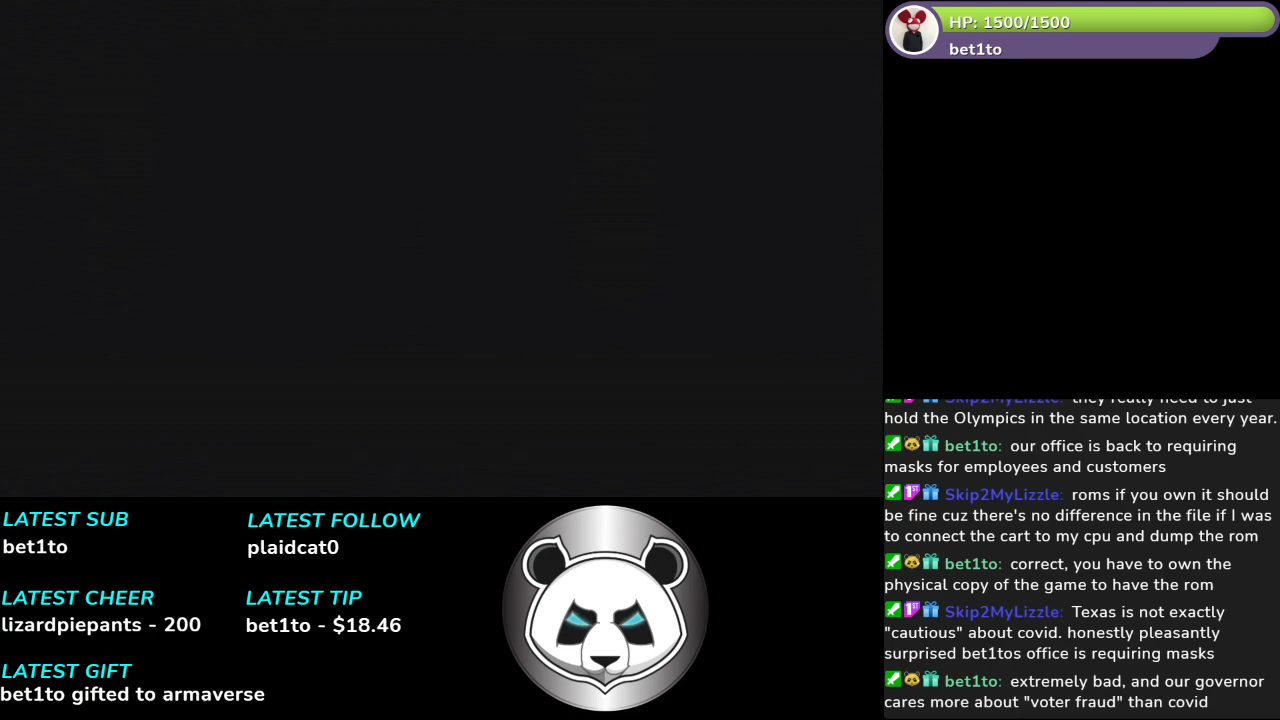 HP: 1500/1500
bet1to
Skip2MyLizzle: they really need to just
hold the Olympics in the same location every year.
bet1to: our office is back to requiring
masks for employees and customers
Skip2MyLizzle: roms if you own it should
be fine cuz there's no difference in the file if I was
to connect the cart to my cpu and dump the rom
bet1to: correct, you have to own the
physical copy of the game to have the rom
Skip2MyLizzle: Texas is not exactly
"cautious" about covid. honestly pleasantly
surprised bet1tos office is requiring masks
bet1to: extremely bad, and our governor
cares more about "voter fraud" than covid
LATEST SUB
bet1to
LATEST FOLLOW
plaidcat0
LATEST CHEER
lizardpiepants - 200
LATEST TIP
bet1to - $18.46
LATEST GIFT
bet1to gifted to armaverse